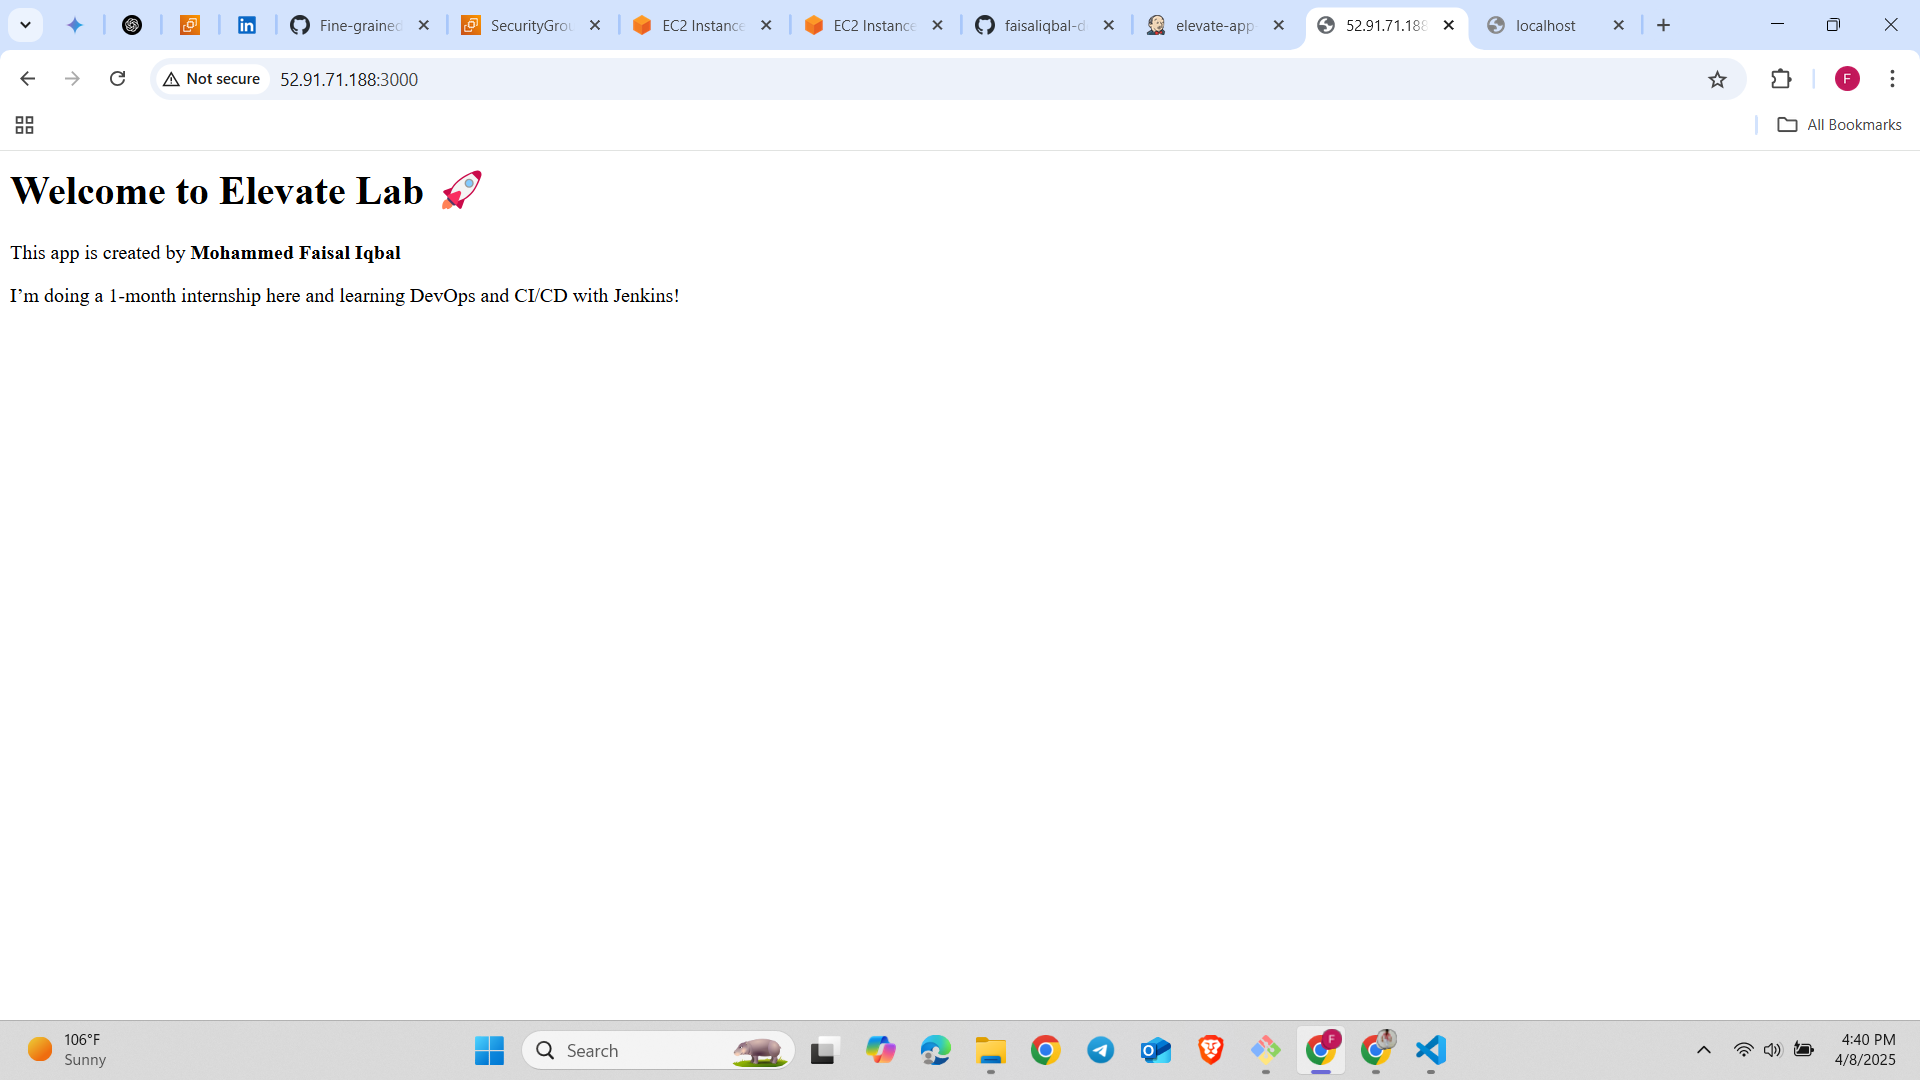 Fine-grained
SecurityGrou
EC2 Instance
EC2 Instance
faisaliqbal-d
elevate-app-
52.91.71.188
localhost
Not secure
52.91.71.188:3000
All Bookmarks
Welcome to Elevate Lab 🚀
This app is created by Mohammed Faisal Iqbal
I’m doing a 1-month internship here and learning DevOps and CI/CD with Jenkins!
106°F
Sunny
Search
4:40 PM
4/8/2025